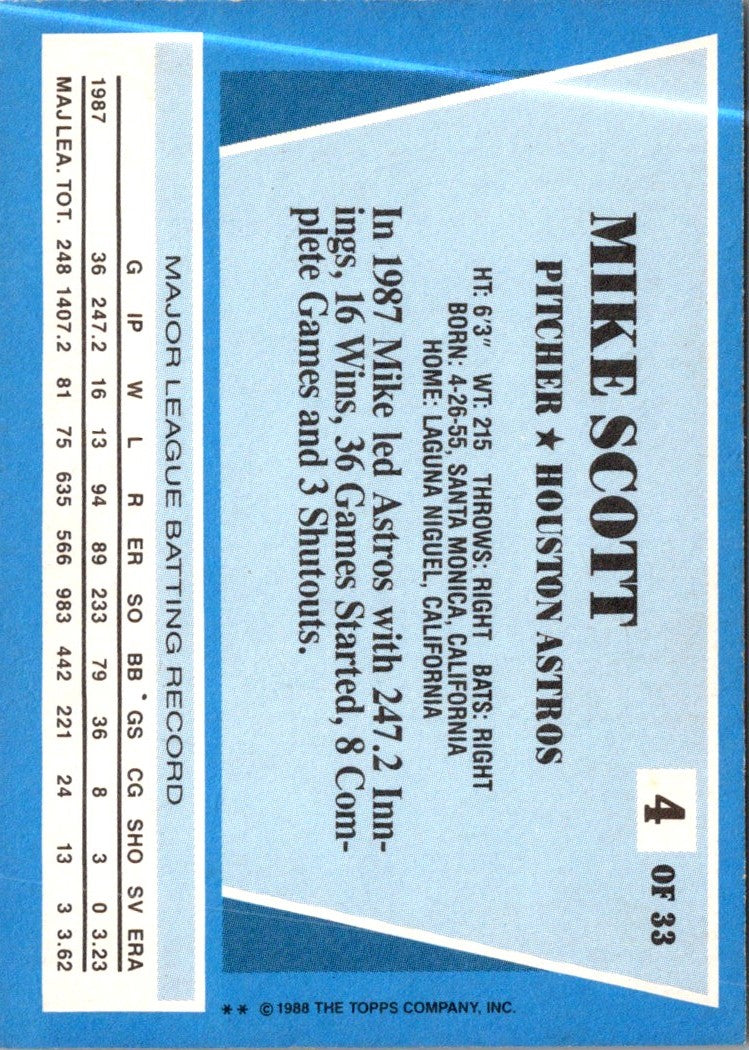 4 OF 33
MIKE SCOTT
PITCHER ★ HOUSTON ASTROS
HT: 6'3" WT: 215 THROWS: RIGHT BATS: RIGHT
BORN: 4-26-55, SANTA MONICA, CALIFORNIA
HOME: LAGUNA NIGUEL, CALIFORNIA
In 1987 Mike led Astros with 247.2 Inn-
ings, 16 Wins, 36 Games Started, 8 Com-
plete Games and 3 Shutouts.
MAJOR LEAGUE BATTING RECORD
G IP W L R ER SO BB GS CG SHO SV ERA
1987 36 247.2 16 13 94 89 233 79 36 8 3 0 3.23
MAJ LEA. TOT. 248 1407.2 81 75 635 566 983 442 221 24 13 3 3.62
** © 1988 THE TOPPS COMPANY, INC.